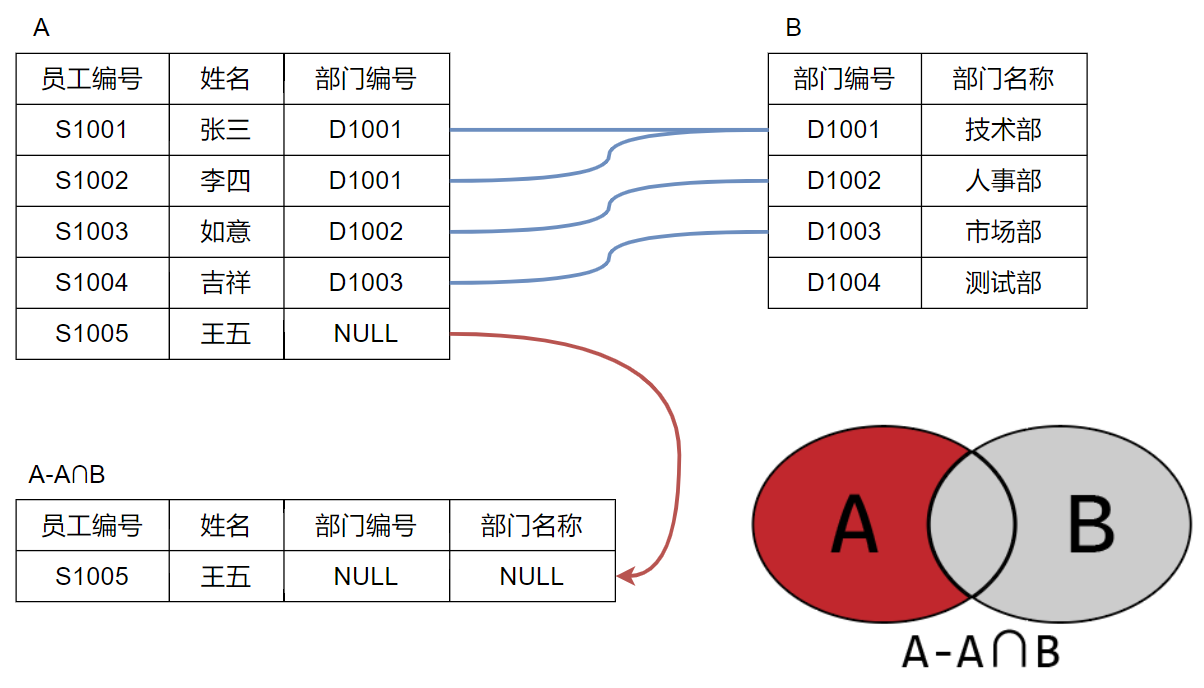 A
员工编号 姓名 部门编号
S1001 张三 D1001
S1002 李四 D1001
S1003 如意 D1002
S1004 吉祥 D1003
S1005 王五 NULL
B
部门编号 部门名称
D1001 技术部
D1002 人事部
D1003 市场部
D1004 测试部
A-A∩B
员工编号 姓名 部门编号 部门名称
S1005 王五 NULL NULL
A B
A-A∩B